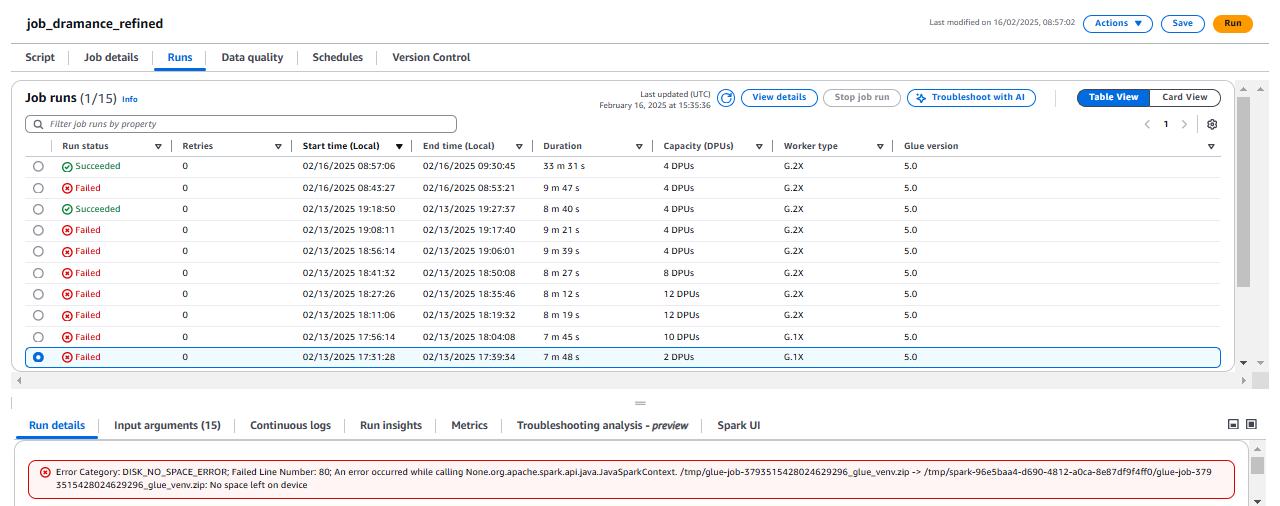 job_dramance_refined
Last modified on 16/02/2025, 08:57:02
Actions
Save
Run
Script
Job details
Runs
Data quality
Schedules
Version Control
Job runs (1/15) Info
Last updated (UTC)
February 16, 2025 at 15:35:36
View details
Stop job run
Troubleshoot with AI
Table View
Card View
Filter job runs by property
1
Run status Retries Start time (Local) End time (Local) Duration Capacity (DPUs) Worker type Glue version
Succeeded 0 02/16/2025 08:57:06 02/16/2025 09:30:45 33 m 31 s 4 DPUs G.2X 5.0
Failed 0 02/16/2025 08:43:27 02/16/2025 08:53:21 9 m 47 s 4 DPUs G.2X 5.0
Succeeded 0 02/13/2025 19:18:50 02/13/2025 19:27:37 8 m 40 s 4 DPUs G.2X 5.0
Failed 0 02/13/2025 19:08:11 02/13/2025 19:17:40 9 m 21 s 4 DPUs G.2X 5.0
Failed 0 02/13/2025 18:56:14 02/13/2025 19:06:01 9 m 39 s 4 DPUs G.2X 5.0
Failed 0 02/13/2025 18:41:32 02/13/2025 18:50:08 8 m 27 s 8 DPUs G.2X 5.0
Failed 0 02/13/2025 18:27:26 02/13/2025 18:35:46 8 m 12 s 12 DPUs G.2X 5.0
Failed 0 02/13/2025 18:11:06 02/13/2025 18:19:32 8 m 19 s 12 DPUs G.2X 5.0
Failed 0 02/13/2025 17:56:14 02/13/2025 18:04:08 7 m 45 s 10 DPUs G.1X 5.0
Failed 0 02/13/2025 17:31:28 02/13/2025 17:39:34 7 m 48 s 2 DPUs G.1X 5.0
Run details
Input arguments (15)
Continuous logs
Run insights
Metrics
Troubleshooting analysis - preview
Spark UI
Error Category: DISK_NO_SPACE_ERROR; Failed Line Number: 80; An error occurred while calling None.org.apache.spark.api.java.JavaSparkContext. /tmp/glue-job-3793515428024629296_glue_venv.zip -> /tmp/spark-96e5baa4-d690-4812-a0ca-8e87df9f4ff0/glue-job-379
3515428024629296_glue_venv.zip: No space left on device